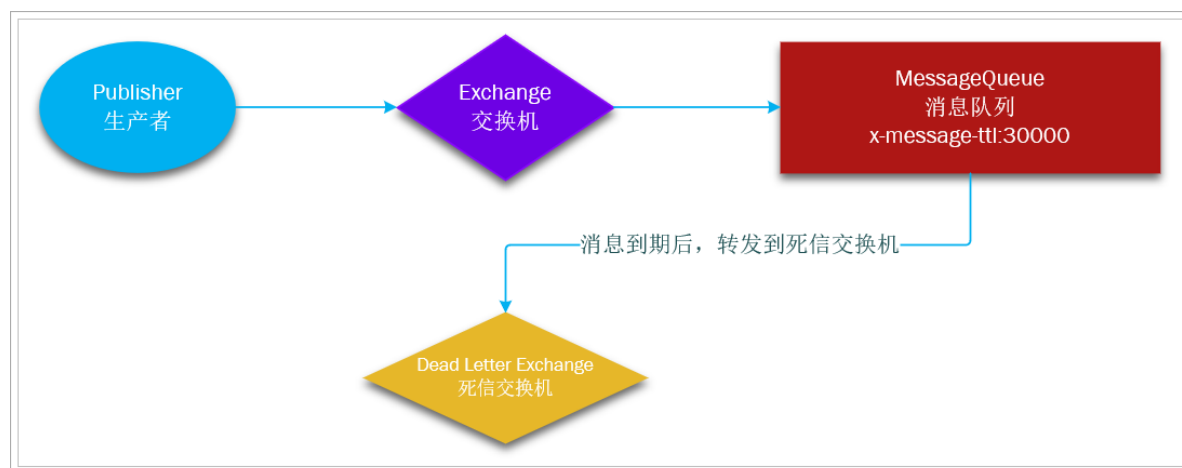 Publisher
生产者
Exchange
交换机
MessageQueue
消息队列
x-message-ttl:30000
消息到期后，转发到死信交换机
Dead Letter Exchange
死信交换机